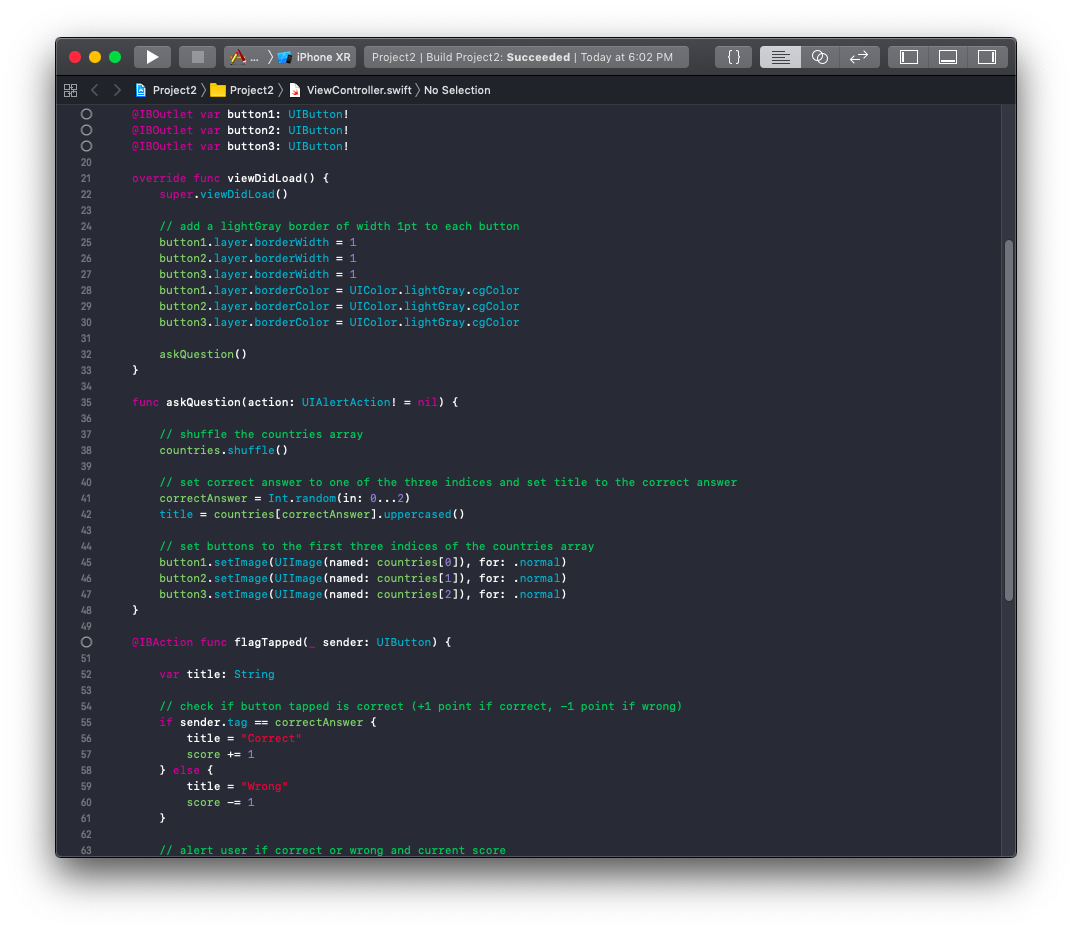 ... iPhone XR Project2 | Build Project2: Succeeded | Today at 6:02 PM { }
Project2 Project2 ViewController.swift No Selection
@IBOutlet var button1: UIButton!
@IBOutlet var button2: UIButton!
@IBOutlet var button3: UIButton!
20
21 override func viewDidLoad() {
22 super.viewDidLoad()
23
24 // add a lightGray border of width 1pt to each button
25 button1.layer.borderWidth = 1
26 button2.layer.borderWidth = 1
27 button3.layer.borderWidth = 1
28 button1.layer.borderColor = UIColor.lightGray.cgColor
29 button2.layer.borderColor = UIColor.lightGray.cgColor
30 button3.layer.borderColor = UIColor.lightGray.cgColor
31
32 askQuestion()
33 }
34
35 func askQuestion(action: UIAlertAction! = nil) {
36
37 // shuffle the countries array
38 countries.shuffle()
39
40 // set correct answer to one of the three indices and set title to the correct answer
41 correctAnswer = Int.random(in: 0...2)
42 title = countries[correctAnswer].uppercased()
43
44 // set buttons to the first three indices of the countries array
45 button1.setImage(UIImage(named: countries[0]), for: .normal)
46 button2.setImage(UIImage(named: countries[1]), for: .normal)
47 button3.setImage(UIImage(named: countries[2]), for: .normal)
48 }
49
@IBAction func flagTapped(_ sender: UIButton) {
51
52 var title: String
53
54 // check if button tapped is correct (+1 point if correct, -1 point if wrong)
55 if sender.tag == correctAnswer {
56 title = "Correct"
57 score += 1
58 } else {
59 title = "Wrong"
60 score -= 1
61 }
62
63 // alert user if correct or wrong and current score